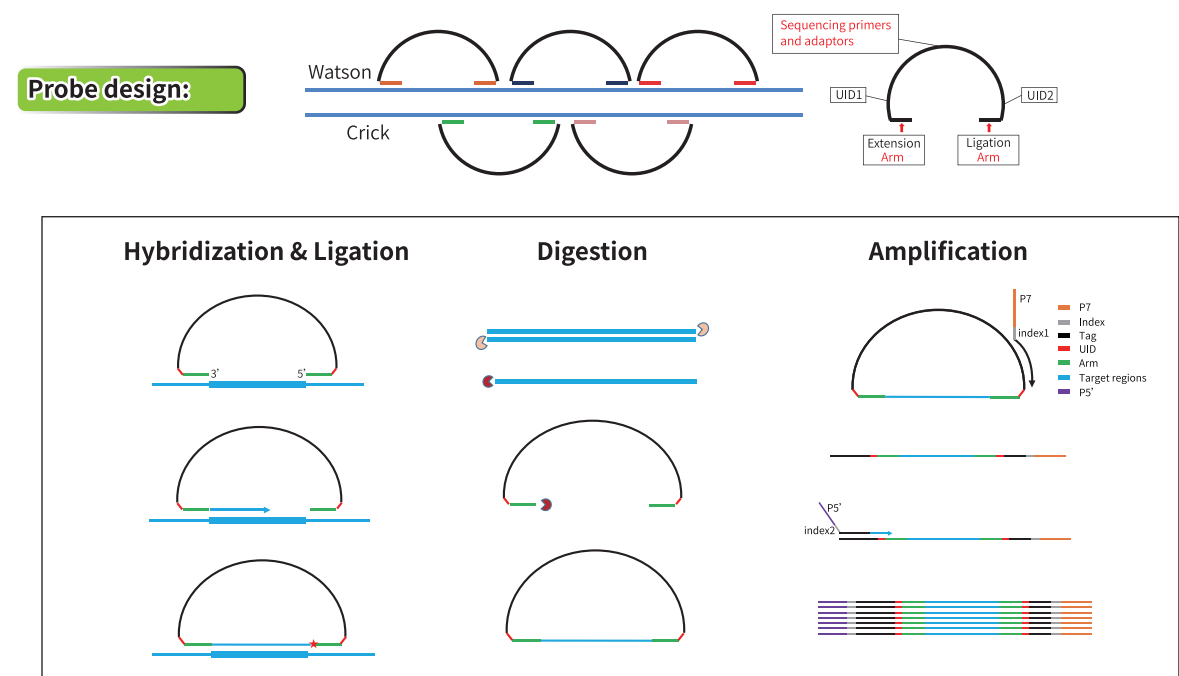 Probe design:
Watson
Crick
Sequencing primers
and adaptors
UID1
UID2
Extension
Arm
Ligation
Arm
Hybridization & Ligation
Digestion
Amplification
3’
5’
P7
index1
P7
Index
Tag
UID
Arm
Target regions
P5’
P5’
index2